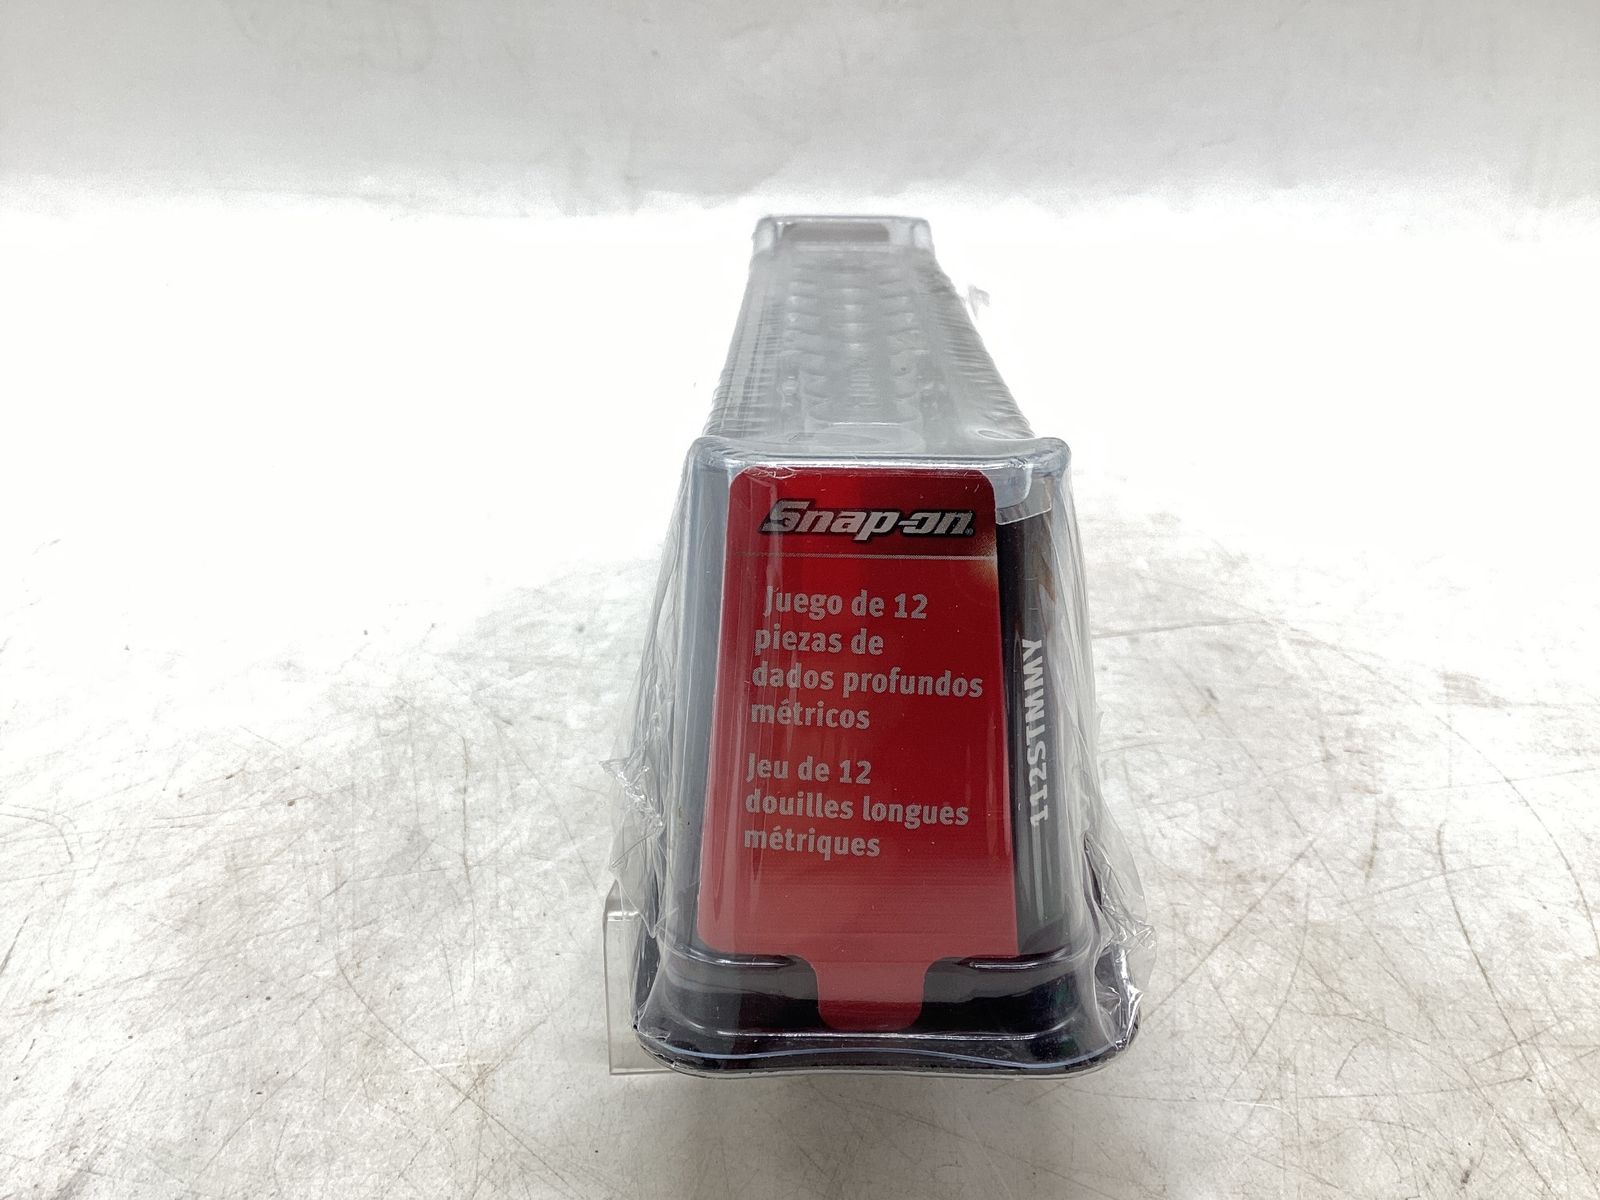 Snap-on
Juego de 12
piezas de
dados profundos
métricos
Jeu de 12
douilles longues
métriques
112STMMY